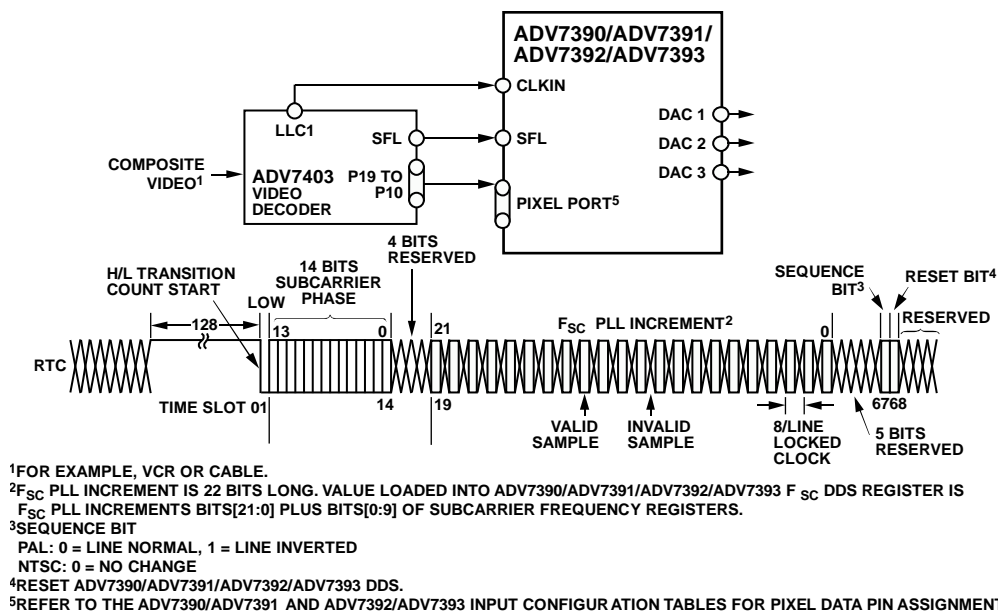 ADV7390/ADV7391/
ADV7392/ADV7393
CLKIN
LLC1
DAC 1
SFL
SFL
DAC 2
COMPOSITE
VIDEO1
ADV7403
VIDEO
DECODER
P19 TO
P10
DAC 3
PIXEL PORT5
4 BITS
RESERVED
H/L TRANSITION
COUNT START
14 BITS
SUBCARRIER
PHASE
SEQUENCE
BIT3
RESET BIT4
LOW
128
13
0
21
FSC PLL INCREMENT2
0
RESERVED
RTC
TIME SLOT 01
14
19
6768
VALID
SAMPLE
INVALID
SAMPLE
8/LINE
LOCKED
CLOCK
5 BITS
RESERVED
1FOR EXAMPLE, VCR OR CABLE.
2FSC PLL INCREMENT IS 22 BITS LONG. VALUE LOADED INTO ADV7390/ADV7391/ADV7392/ADV7393 FSC DDS REGISTER IS
FSC PLL INCREMENTS BITS[21:0] PLUS BITS[0:9] OF SUBCARRIER FREQUENCY REGISTERS.
3SEQUENCE BIT
PAL: 0 = LINE NORMAL, 1 = LINE INVERTED
NTSC: 0 = NO CHANGE
4RESET ADV7390/ADV7391/ADV7392/ADV7393 DDS.
5REFER TO THE ADV7390/ADV7391 AND ADV7392/ADV7393 INPUT CONFIGURATION TABLES FOR PIXEL DATA PIN ASSIGNMENT